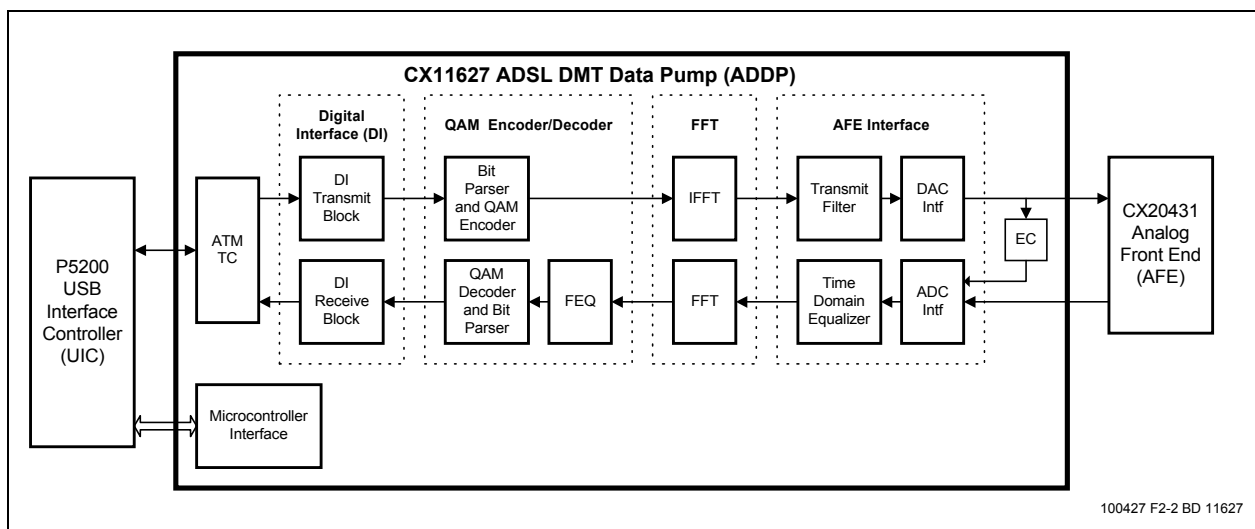 CX11627 ADSL DMT Data Pump (ADDP)
Digital
Interface (DI)
QAM Encoder/Decoder
FFT
AFE Interface
P5200
USB
Interface
Controller
(UIC)
ATM
TC
DI
Transmit
Block
Bit
Parser
and QAM
Encoder
IFFT
Transmit
Filter
DAC
Intf
EC
CX20431
Analog
Front End
(AFE)
DI
Receive
Block
QAM
Decoder
and Bit
Parser
FEQ
FFT
Time
Domain
Equalizer
ADC
Intf
Microcontroller
Interface
100427 F2-2 BD 11627